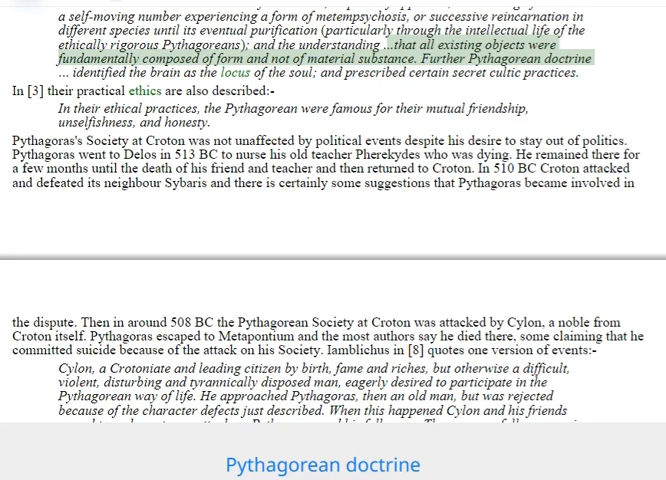 a self-moving number experiencing a form of metempsychosis, or successive reincarnation in
different species until its eventual purification (particularly through the intellectual life of the
ethically rigorous Pythagoreans); and the understanding ...that all existing objects were
fundamentally composed of form and not of material substance. Further Pythagorean doctrine
... identified the brain as the locus of the soul; and prescribed certain secret cultic practices.
In [3] their practical ethics are also described:-
In their ethical practices, the Pythagorean were famous for their mutual friendship,
unselfishness, and honesty.
Pythagoras's Society at Croton was not unaffected by political events despite his desire to stay out of politics.
Pythagoras went to Delos in 513 BC to nurse his old teacher Pherekydes who was dying. He remained there for
a few months until the death of his friend and teacher and then returned to Croton. In 510 BC Croton attacked
and defeated its neighbour Sybaris and there is certainly some suggestions that Pythagoras became involved in
the dispute. Then in around 508 BC the Pythagorean Society at Croton was attacked by Cylon, a noble from
Croton itself. Pythagoras escaped to Metapontium and the most authors say he died there, some claiming that he
committed suicide because of the attack on his Society. Iamblichus in [8] quotes one version of events:-
Cylon, a Crotoniate and leading citizen by birth, fame and riches, but otherwise a difficult,
violent, disturbing and tyrannically disposed man, eagerly desired to participate in the
Pythagorean way of life. He approached Pythagoras, then an old man, but was rejected
because of the character defects just described. When this happened Cylon and his friends
Pythagorean doctrine